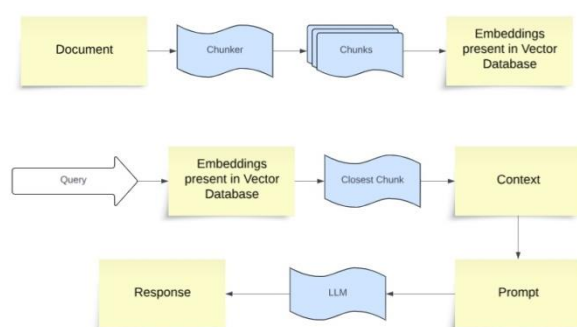 Document
Chunker
Chunks
Embeddings
present in Vector
Database
Query
Embeddings
present in Vector
Database
Closest Chunk
Context
Response
LLM
Prompt